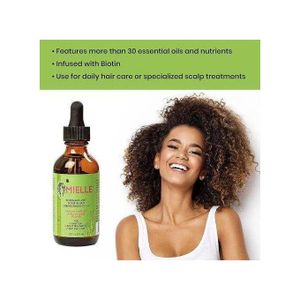 • Features more than 30 essential oils and nutrients
• Infused with Biotin
• Use for daily hair care or specialized scalp treatments
MIELLE